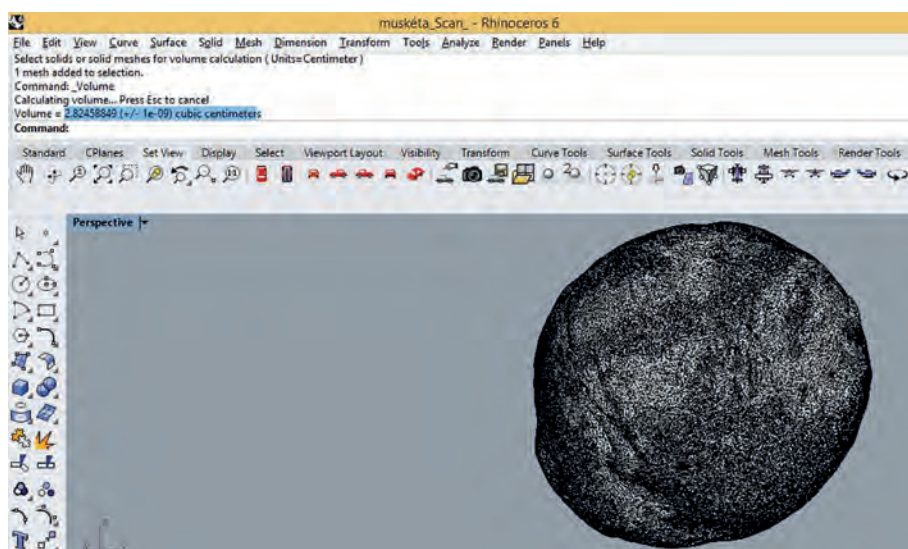 muskéta_Scan_ - Rhinoceros 6
File Edit View Curve Surface Solid Mesh Dimension Transform Tools Analyze Render Panels Help
Select solids or solid meshes for volume calculation ( Units=Centimeter )
1 mesh added to selection.
Command: _Volume
Calculating volume... Press Esc to cancel
Volume = 2.82458849 (+/- 1e-09) cubic centimeters
Command:
Standard CPlanes Set View Display Select Viewport Layout Visibility Transform Curve Tools Surface Tools Solid Tools Mesh Tools Render Tools
Perspective